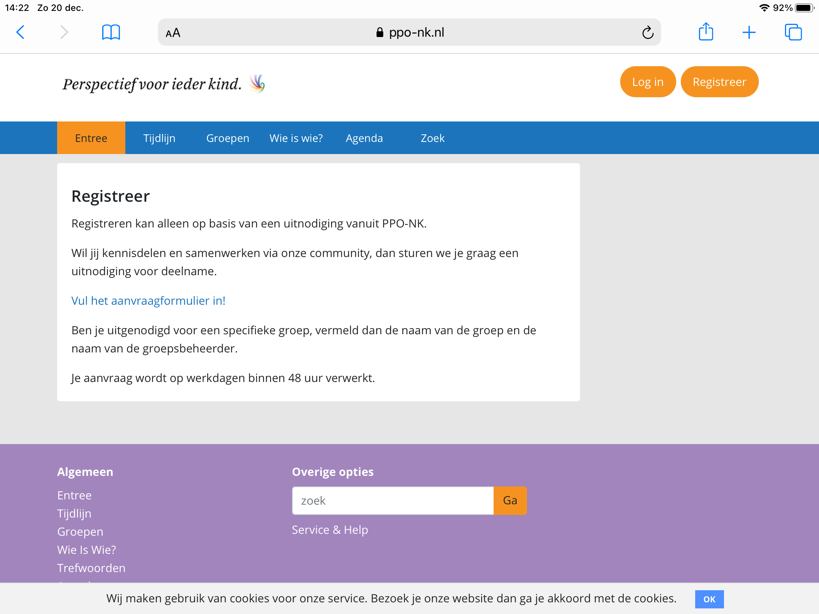 14:22 Zo 20 dec.
92%
AA
ppo-nk.nl
Perspectief voor ieder kind.
Log in
Registreer
Entree
Tijdlijn
Groepen
Wie is wie?
Agenda
Zoek
Registreer
Registreren kan alleen op basis van een uitnodiging vanuit PPO-NK.
Wil jij kennisdelen en samenwerken via onze community, dan sturen we je graag een
uitnodiging voor deelname.
Vul het aanvraagformulier in!
Ben je uitgenodigd voor een specifieke groep, vermeld dan de naam van de groep en de
naam van de groepsbeheerder.
Je aanvraag wordt op werkdagen binnen 48 uur verwerkt.
Algemeen
Entree
Tijdlijn
Groepen
Wie Is Wie?
Trefwoorden
Overige opties
zoek
Ga
Service & Help
Wij maken gebruik van cookies voor onze service. Bezoek je onze website dan ga je akkoord met de cookies.
OK